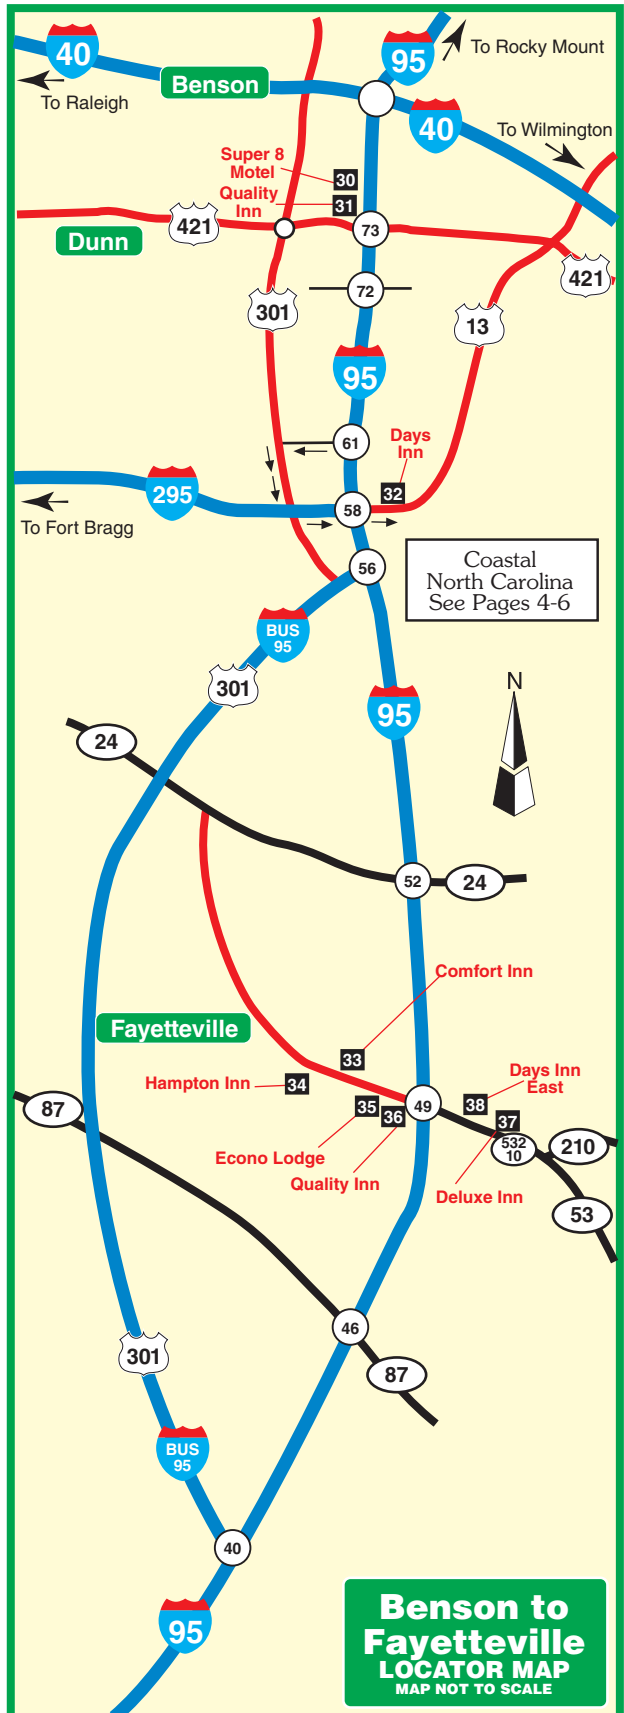 40
95
To Rocky Mount
Benson
To Raleigh
40
To Wilmington
Super 8
Motel
30
Quality
Inn
31
421
73
Dunn
421
72
301
13
95
61
Days
Inn
32
295
58
To Fort Bragg
56
Coastal
North Carolina
See Pages 4-6
BUS
95
301
N
95
24
52
24
Comfort Inn
Fayetteville
33
Hampton Inn
34
Days Inn
East
38
35
36
49
37
87
532
10
210
Econo Lodge
Quality Inn
Deluxe Inn
53
46
301
87
BUS
95
40
95
Benson to
Fayetteville
LOCATOR MAP
MAP NOT TO SCALE